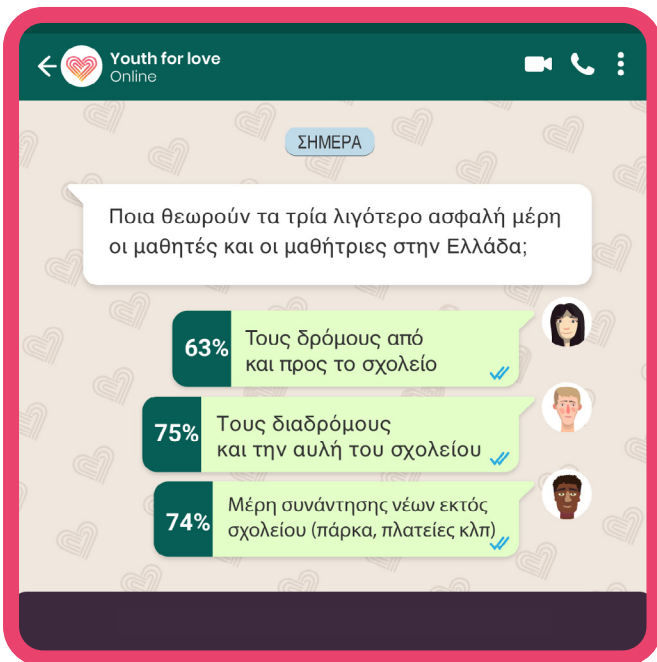 Youth for love
Online
ΣΗΜΕΡΑ
Ποια θεωρούν τα τρία λιγότερο ασφαλή μέρη
οι μαθητές και οι μαθήτριες στην Ελλάδα;
63% Τους δρόμους από
και προς το σχολείο
75% Τους διαδρόμους
και την αυλή του σχολείου
74% Μέρη συνάντησης νέων εκτός
σχολείου (πάρκα, πλατείες κλπ)